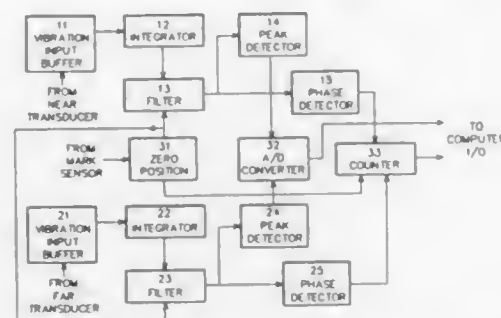 11
VIBRATION
INPUT
BUFFER
12
INTEGRATOR
14
PEAK
DETECTOR
FROM
NEAR
TRANSDUCER
13
FILTER
15
PHASE
DETECTOR
FROM
MARK
SENSOR
31
ZERO
POSITION
32
A/D
CONVERTER
33
COUNTER
TO
COMPUTER
I/O
21
VIBRATION
INPUT
BUFFER
22
INTEGRATOR
24
PEAK
DETECTOR
FROM
FAR
TRANSDUCER
23
FILTER
25
PHASE
DETECTOR